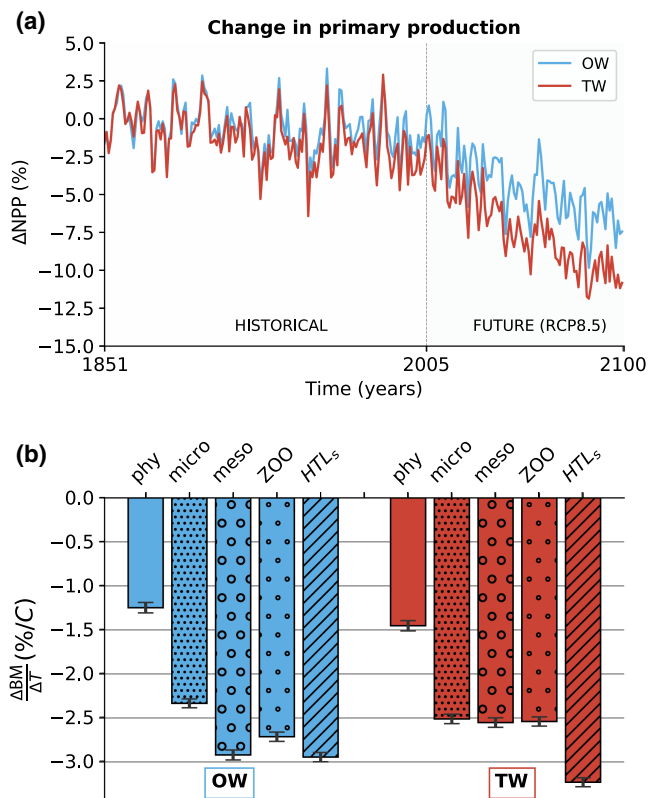 (a)
Change in primary production
5.0
2.5
0.0
−2.5
−5.0
−7.5
−10.0
−12.5
−15.0
ΔNPP (%)
OW
TW
HISTORICAL
FUTURE (RCP8.5)
1851
2005
2100
Time (years)
(b)
phy micro meso ZOO HTLs phy micro meso ZOO HTLs
0.0
−0.5
−1.0
−1.5
−2.0
−2.5
−3.0
ΔBM/ΔT (%/C)
OW
TW